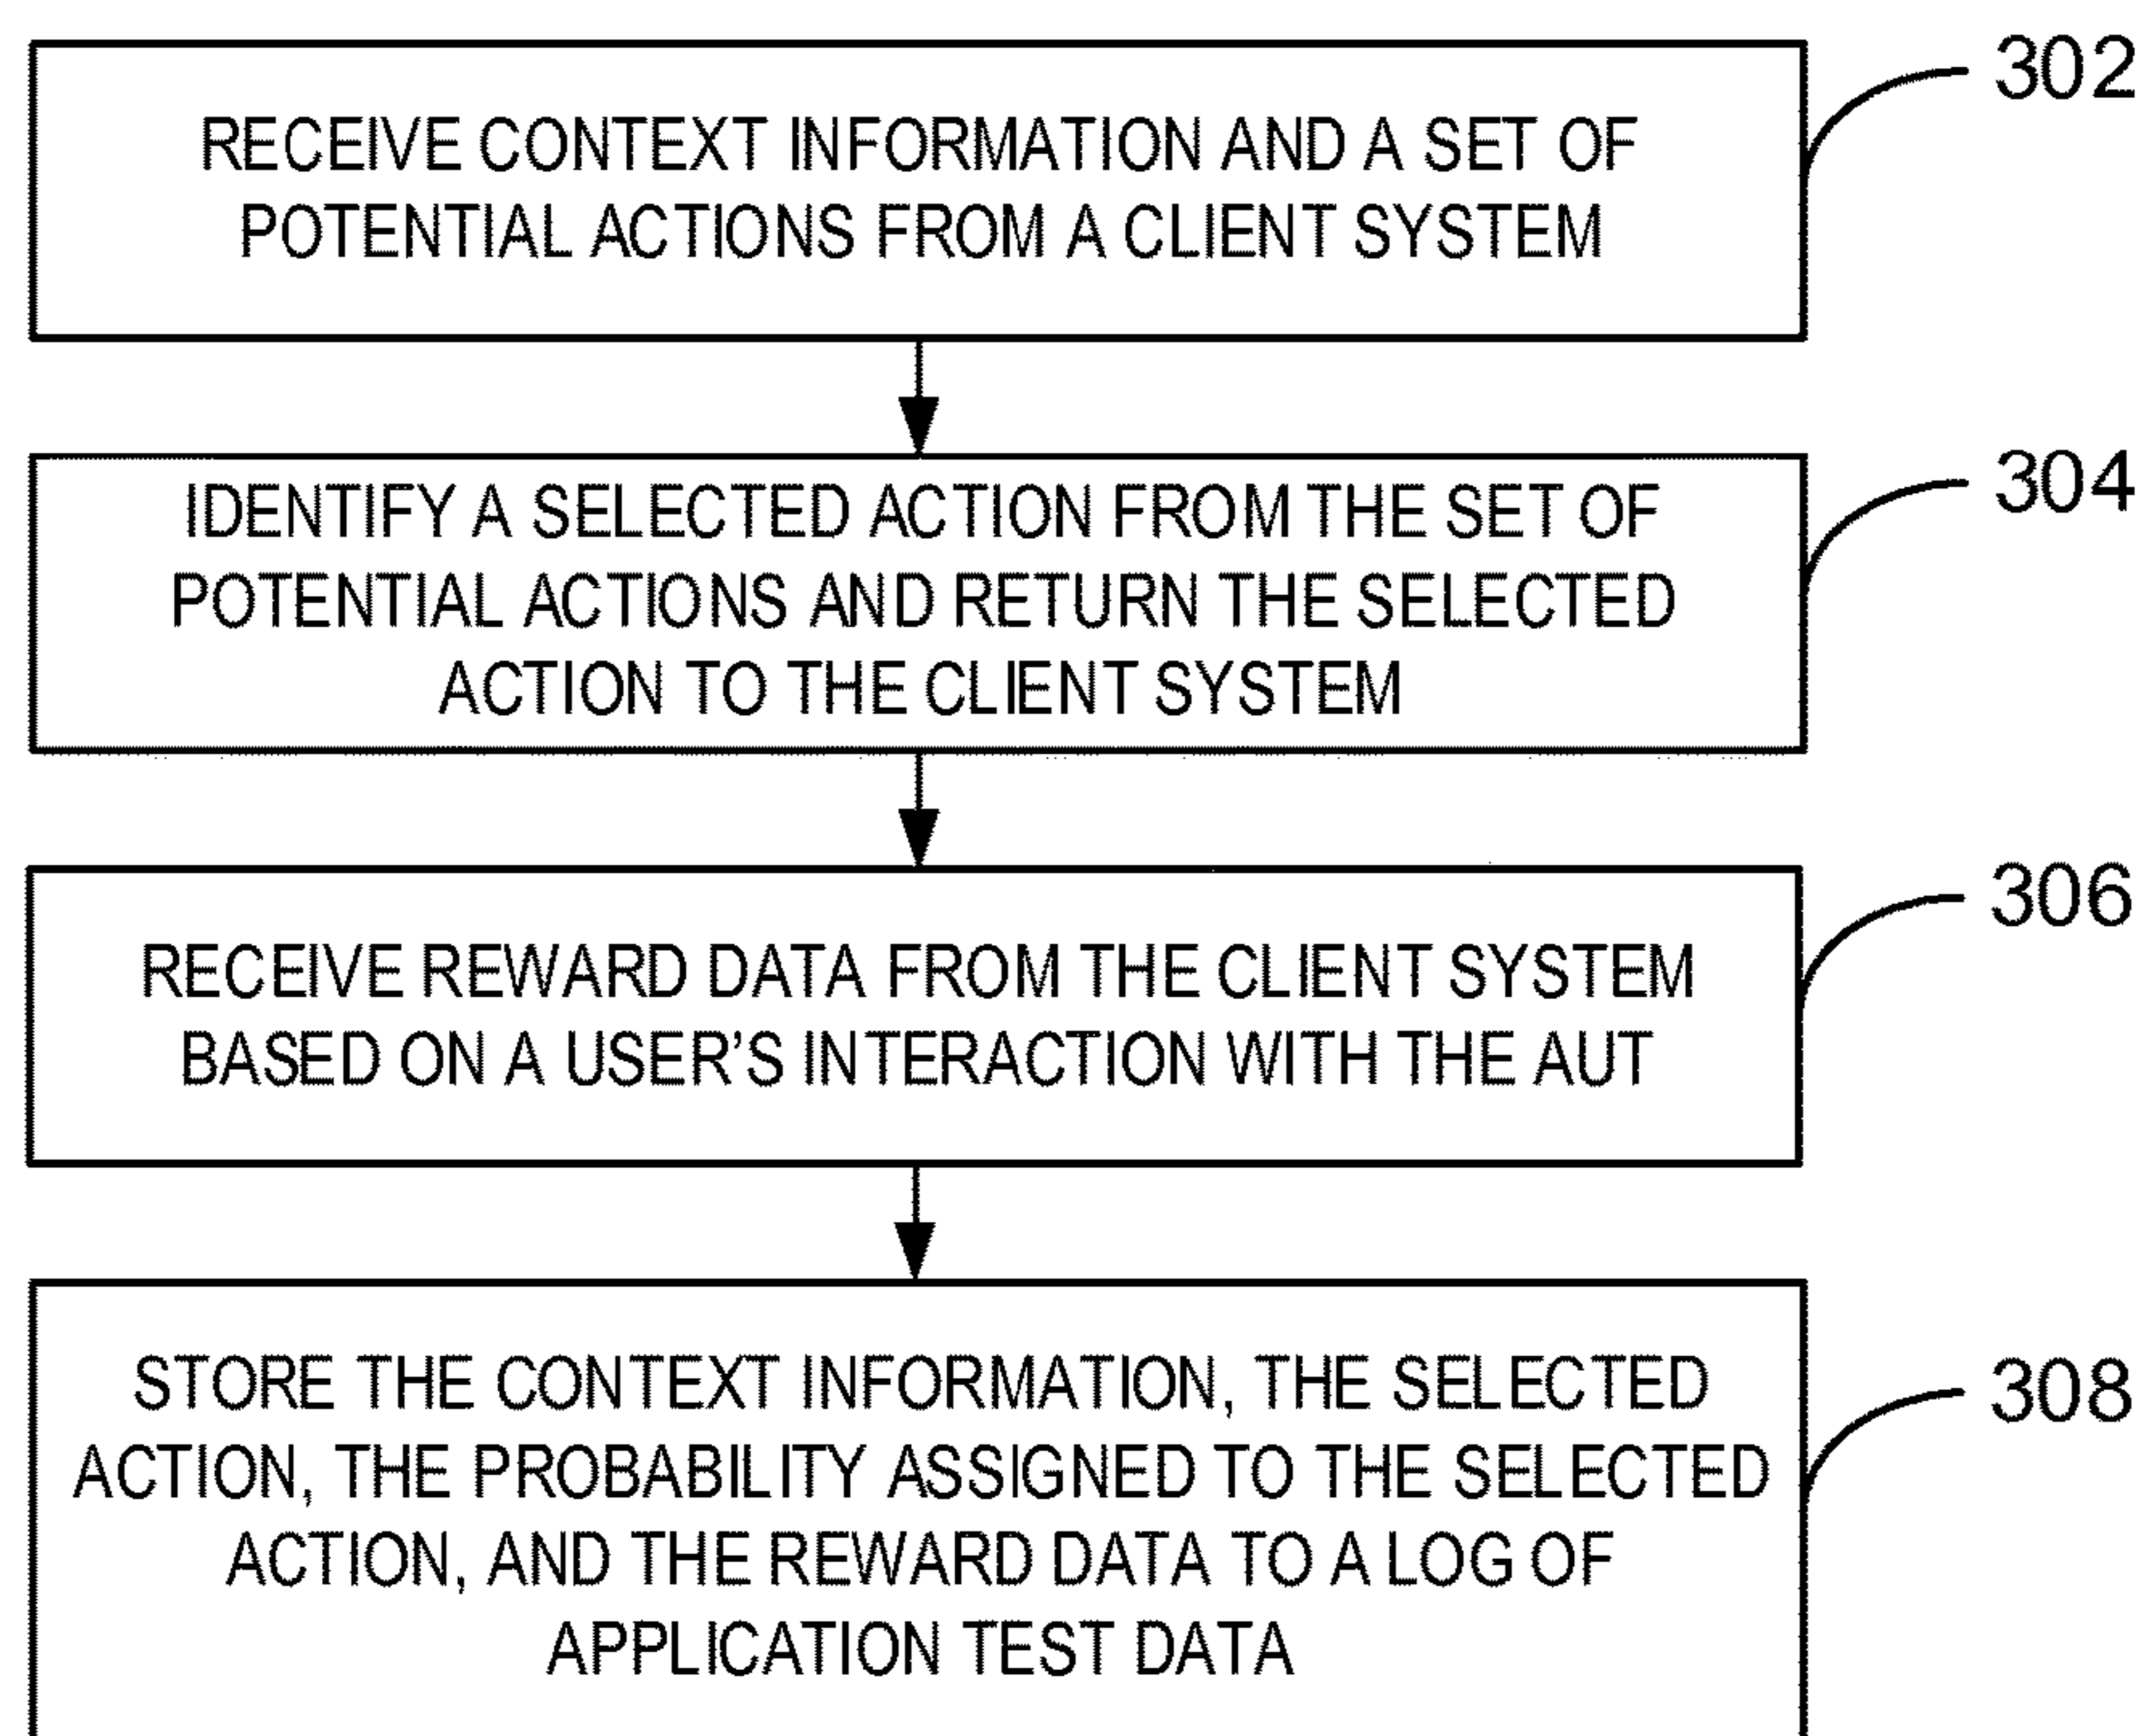 RECEIVE CONTEXT INFORMATION AND A SET OF
POTENTIAL ACTIONS FROM A CLIENT SYSTEM
302
IDENTIFY A SELECTED ACTION FROM THE SET OF
POTENTIAL ACTIONS AND RETURN THE SELECTED
ACTION TO THE CLIENT SYSTEM
304
RECEIVE REWARD DATA FROM THE CLIENT SYSTEM
BASED ON A USER’S INTERACTION WITH THE AUT
306
STORE THE CONTEXT INFORMATION, THE SELECTED
ACTION, THE PROBABILITY ASSIGNED TO THE SELECTED
ACTION, AND THE REWARD DATA TO A LOG OF
APPLICATION TEST DATA
308